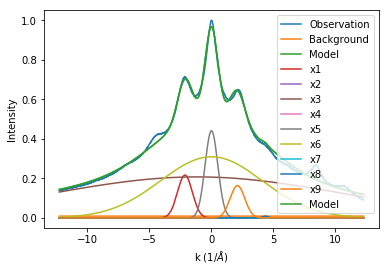 1.0
0.8
0.6
0.4
0.2
0.0
Intensity
−10
−5
0
5
10
k (1/Å)
Observation
Background
Model
x1
x2
x3
x4
x5
x6
x7
x8
x9
Model